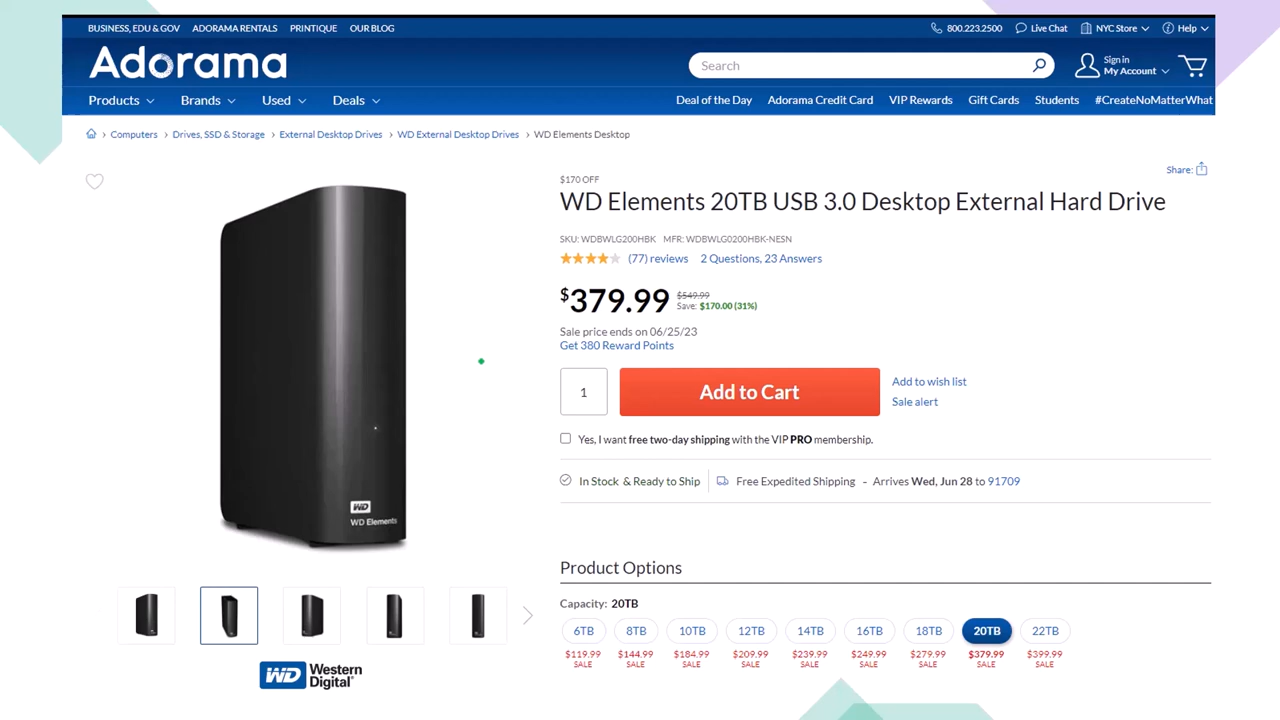 BUSINESS, EDU & GOV ADORAMA RENTALS PRINTIQUE OUR BLOG 800.223.2500 Live Chat NYC Store Help
Adorama Search Sign in
My Account
Products Brands Used Deals Deal of the Day Adorama Credit Card VIP Rewards Gift Cards Students #CreateNoMatterWhat
Computers > Drives, SSD & Storage > External Desktop Drives > WD External Desktop Drives > WD Elements Desktop
Share:
$170 OFF
WD Elements 20TB USB 3.0 Desktop External Hard Drive
SKU: WDBWLG200HBK MFR: WDBWLG0200HBK-NESN
(77) reviews 2 Questions, 23 Answers
$379.99 $549.99
Save: $170.00 (31%)
Sale price ends on 06/25/23
Get 380 Reward Points
1 Add to Cart Add to wish list
Sale alert
Yes, I want free two-day shipping with the VIP PRO membership.
In Stock & Ready to Ship Free Expedited Shipping - Arrives Wed, Jun 28 to 91709
WD
WD Elements
Product Options
Capacity: 20TB
6TB 8TB 10TB 12TB 14TB 16TB 18TB 20TB 22TB
$119.99 $144.99 $184.99 $209.99 $239.99 $249.99 $279.99 $379.99 $399.99
SALE SALE SALE SALE SALE SALE SALE SALE SALE
WD Western
Digital®